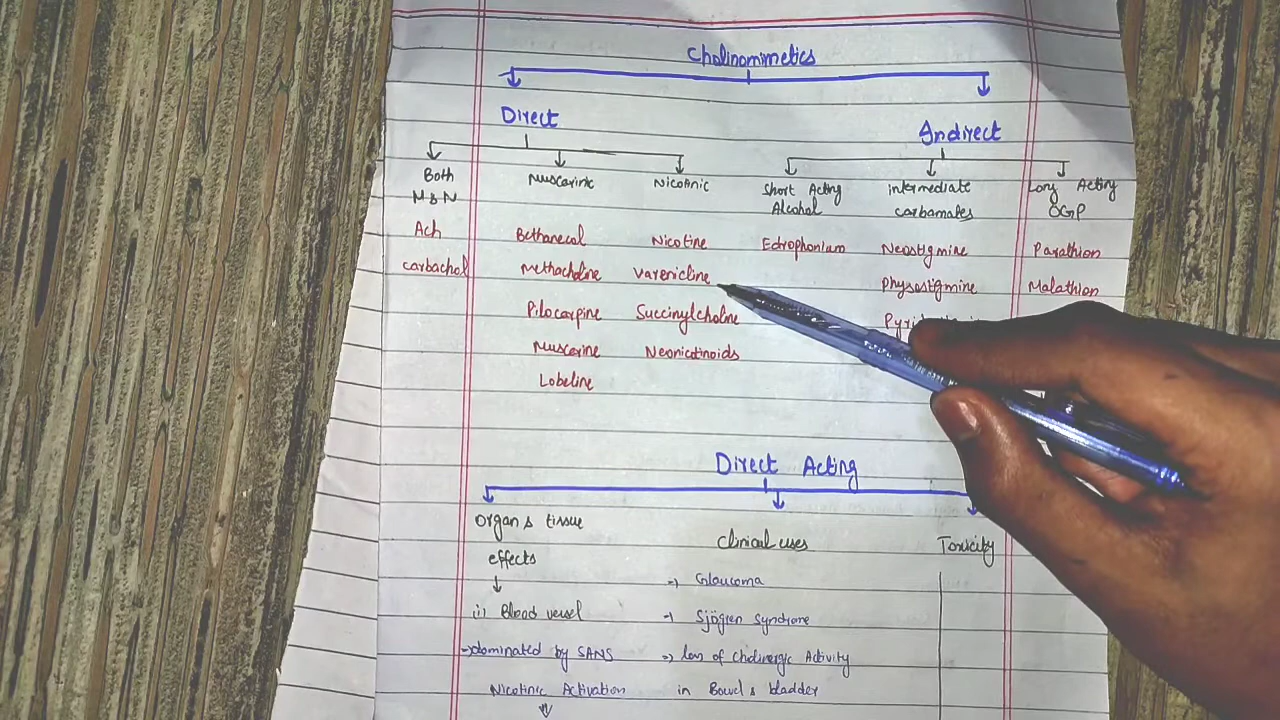 Cholinomimetics
Direct
Indirect
Both
M & N
Muscarinic
Nicotinic
Short Acting
Alcohol
intermediate
carbamates
Long Acting
OGP
Ach
Bethanecol
Nicotine
Edrophonium
Neostigmine
Parathion
Carbachol
Methacholine
Varenicline
Physostigmine
Malathion
Pilocarpine
Succinylcholine
Muscarine
Neonicotinoids
Lobeline
Direct Acting
Organ & tissue
effects
Clinical uses
Toxicity
→ Glaucoma
(i) Blood vessel
→ Sjögren Syndrome
→ dominated by SANS
→ loss of cholinergic Activity
Nicotinic Activation
in Bowel & bladder